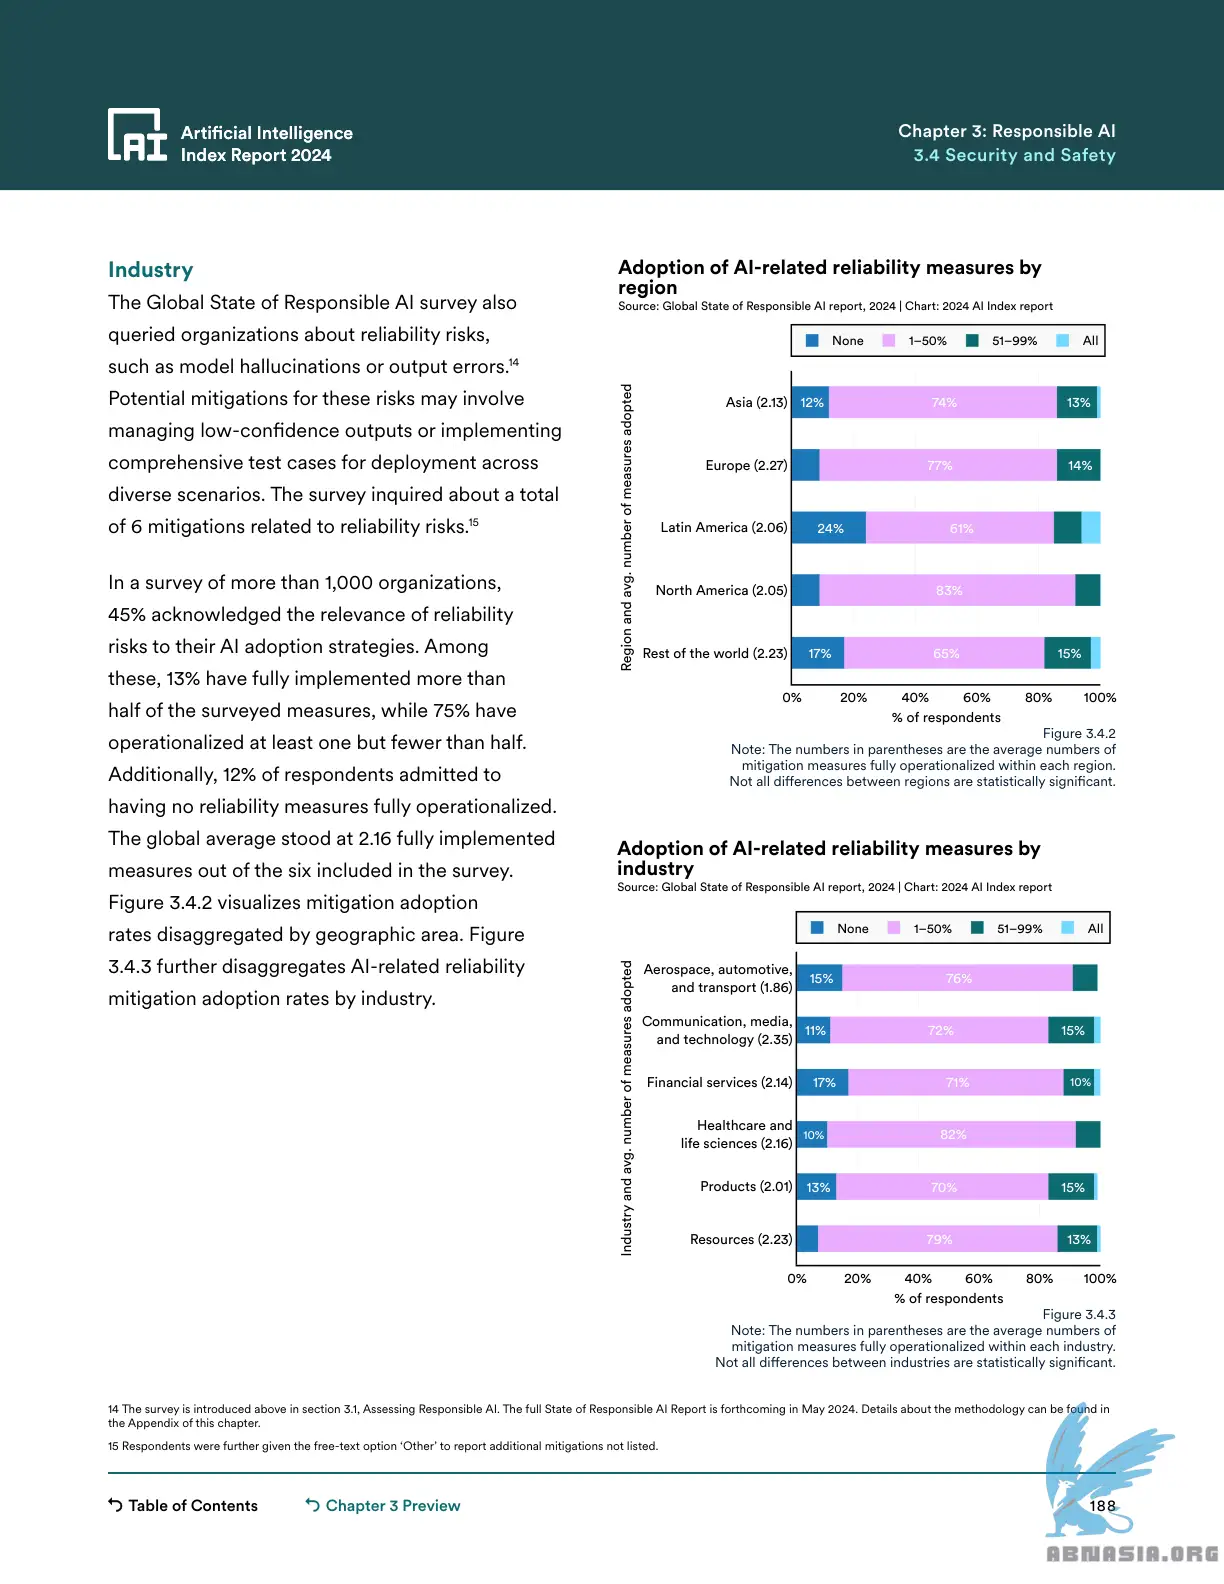 Artificial Intelligence
Index Report 2024
Chapter 3: Responsible AI
3.4 Security and Safety
Industry
The Global State of Responsible AI survey also
queried organizations about reliability risks,
such as model hallucinations or output errors.14
Potential mitigations for these risks may involve
managing low-confidence outputs or implementing
comprehensive test cases for deployment across
diverse scenarios. The survey inquired about a total
of 6 mitigations related to reliability risks.15
In a survey of more than 1,000 organizations,
45% acknowledged the relevance of reliability
risks to their AI adoption strategies. Among
these, 13% have fully implemented more than
half of the surveyed measures, while 75% have
operationalized at least one but fewer than half.
Additionally, 12% of respondents admitted to
having no reliability measures fully operationalized.
The global average stood at 2.16 fully implemented
measures out of the six included in the survey.
Figure 3.4.2 visualizes mitigation adoption
rates disaggregated by geographic area. Figure
3.4.3 further disaggregates AI-related reliability
mitigation adoption rates by industry.
Adoption of AI-related reliability measures by
region
Source: Global State of Responsible AI report, 2024 | Chart: 2024 AI Index report
None 1–50% 51–99% All
Region and avg. number of measures adopted
Asia (2.13) 12% 74% 13%
Europe (2.27) 77% 14%
Latin America (2.06) 24% 61%
North America (2.05) 83%
Rest of the world (2.23) 17% 65% 15%
0% 20% 40% 60% 80% 100%
% of respondents
Figure 3.4.2
Note: The numbers in parentheses are the average numbers of
mitigation measures fully operationalized within each region.
Not all differences between regions are statistically significant.
Adoption of AI-related reliability measures by
industry
Source: Global State of Responsible AI report, 2024 | Chart: 2024 AI Index report
None 1–50% 51–99% All
Industry and avg. number of measures adopted
Aerospace, automotive,
and transport (1.86) 15% 76%
Communication, media,
and technology (2.35) 11% 72% 15%
Financial services (2.14) 17% 71% 10%
Healthcare and
life sciences (2.16) 10% 82%
Products (2.01) 13% 70% 15%
Resources (2.23) 79% 13%
0% 20% 40% 60% 80% 100%
% of respondents
Figure 3.4.3
Note: The numbers in parentheses are the average numbers of
mitigation measures fully operationalized within each industry.
Not all differences between industries are statistically significant.
14 The survey is introduced above in section 3.1, Assessing Responsible AI. The full State of Responsible AI Report is forthcoming in May 2024. Details about the methodology can be found in
the Appendix of this chapter.
15 Respondents were further given the free-text option ‘Other’ to report additional mitigations not listed.
Table of Contents
Chapter 3 Preview
188
ABNASIA.ORG